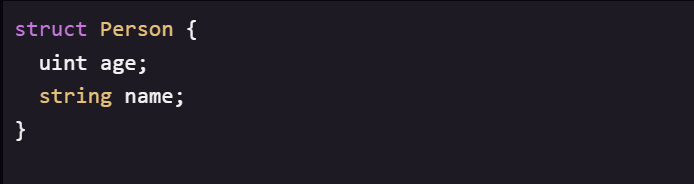 struct Person {
  uint age;
  string name;
}